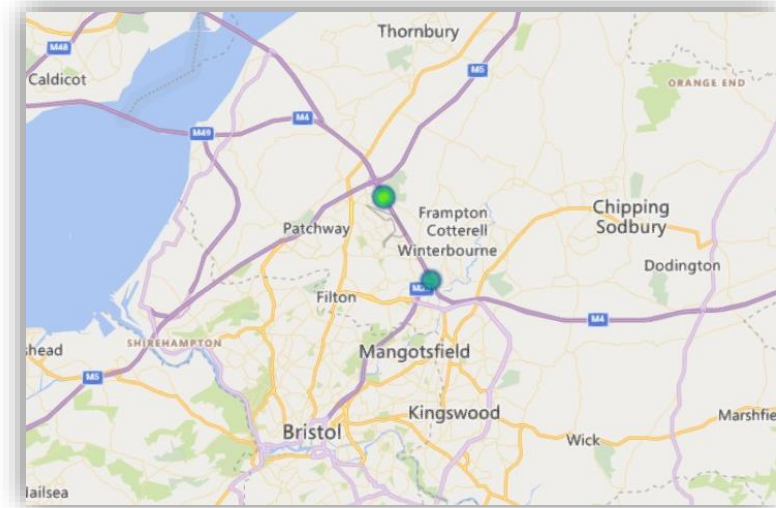 Thornbury
M48
M5
Caldicot
ORANGE END
M4
M49
Frampton
Cotterell
Chipping
Sodbury
Patchway
Winterbourne
Dodington
Filton
M4
SHIREHAMPTON
shead
Mangotsfield
M5
Kingswood
Marshfie
Bristol
Wick
ailsea